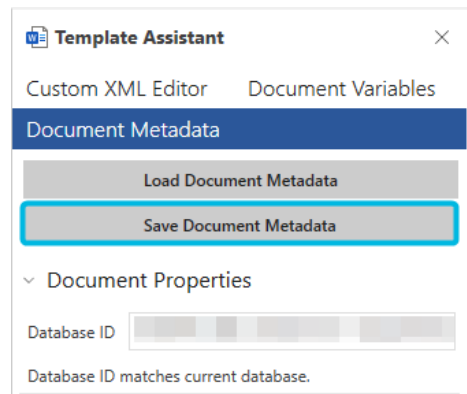 Template Assistant
Custom XML Editor Document Variables
Document Metadata
Load Document Metadata
Save Document Metadata
Document Properties
Database ID
Database ID matches current database.